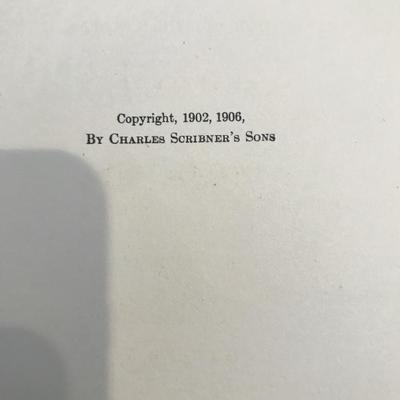 Copyright, 1902, 1906,
By Charles Scribner's Sons